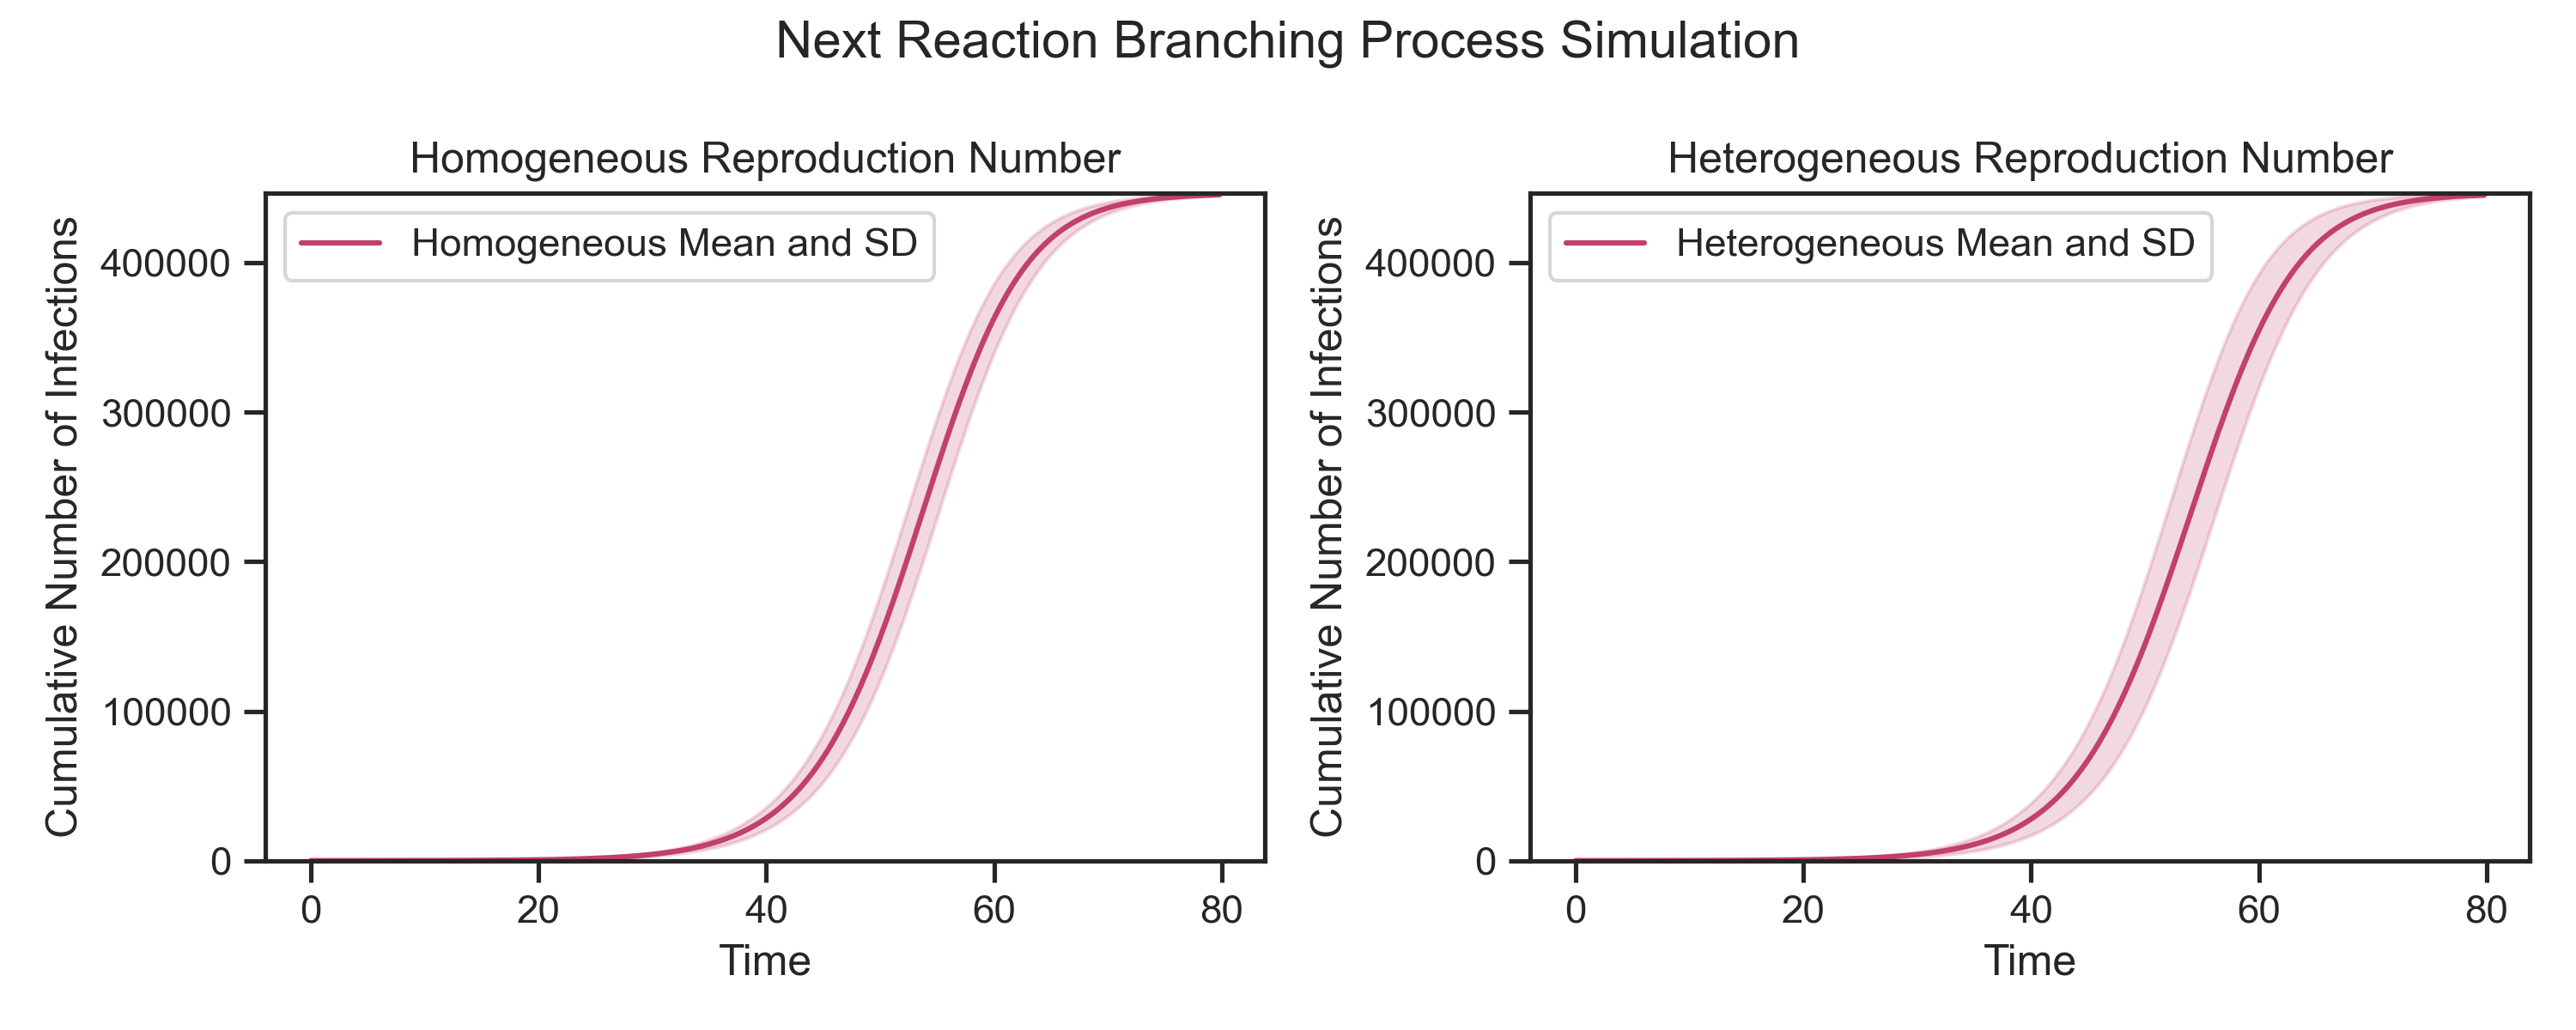 Next Reaction Branching Process Simulation
Homogeneous Reproduction Number
Homogeneous Mean and SD
Cumulative Number of Infections
400000
300000
200000
100000
0
0 20 40 60 80
Time
Heterogeneous Reproduction Number
Heterogeneous Mean and SD
Cumulative Number of Infections
400000
300000
200000
100000
0
0 20 40 60 80
Time